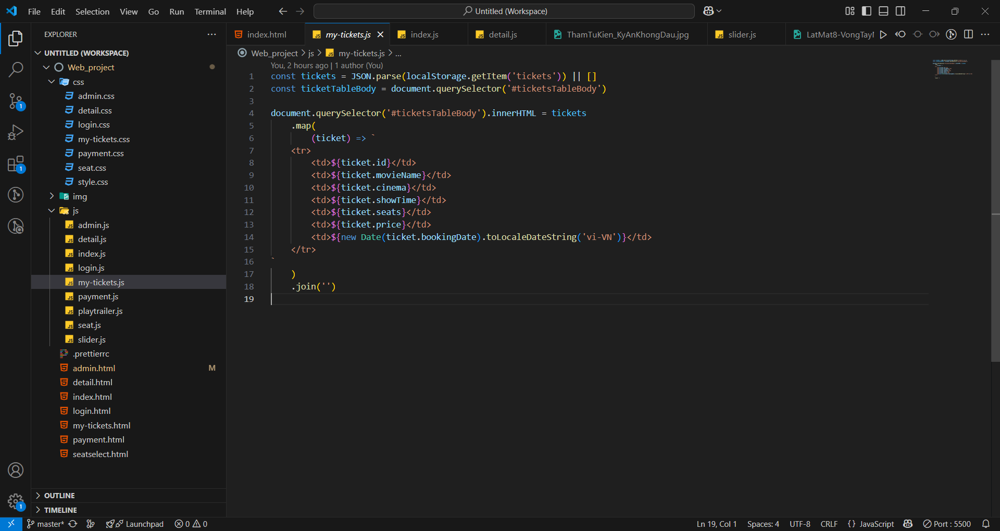 File Edit Selection View Go Run Terminal Help
Untitled (Workspace)
EXPLORER
UNTITLED (WORKSPACE)
Web_project
css
admin.css
detail.css
login.css
my-tickets.css
payment.css
seat.css
style.css
img
js
admin.js
detail.js
index.js
login.js
my-tickets.js
payment.js
playtrailer.js
seat.js
slider.js
.prettierrc
admin.html M
detail.html
index.html
login.html
my-tickets.html
payment.html
seatselect.html
OUTLINE
TIMELINE
1
1
1
index.html my-tickets.js index.js detail.js ThamTuKien_KyAnKhongDau.jpg slider.js LatMat8-VongTayN
Web_project > js > my-tickets.js > ...
You, 2 hours ago | 1 author (You)
1 const tickets = JSON.parse(localStorage.getItem('tickets')) || []
2 const ticketTableBody = document.querySelector('#ticketsTableBody')
3
4 document.querySelector('#ticketsTableBody').innerHTML = tickets
5 .map(
6 (ticket) => `
7 <tr>
8 <td>${ticket.id}</td>
9 <td>${ticket.movieName}</td>
10 <td>${ticket.cinema}</td>
11 <td>${ticket.showTime}</td>
12 <td>${ticket.seats}</td>
13 <td>${ticket.price}</td>
14 <td>${new Date(ticket.bookingDate).toLocaleDateString('vi-VN')}</td>
15 </tr>
16 `
17 )
18 .join('')
19
master* Launchpad 0 0 Ln 19, Col 1 Spaces: 4 UTF-8 CRLF {} JavaScript Port : 5500